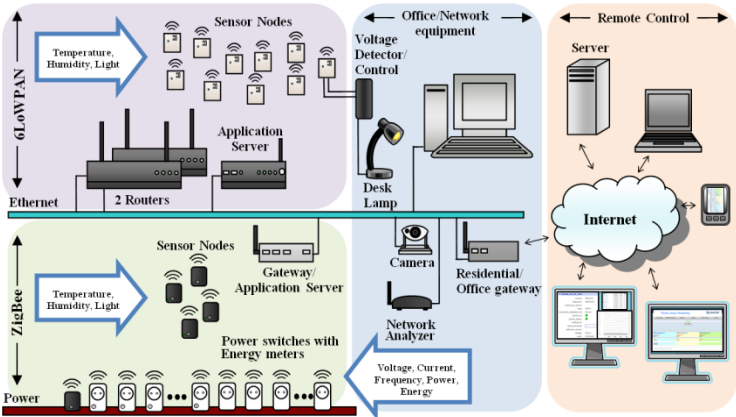 Sensor Nodes
Temperature,
Humidity, Light
6LoWPAN
Application
Server
2 Routers
Ethernet
Office/Network
equipment
Voltage
Detector/
Control
Desk
Lamp
Remote Control
Server
Internet
Sensor Nodes
Gateway/
Application Server
ZigBee
Temperature,
Humidity, Light
Power switches with
Energy meters
Power
Camera
Residential/
Office gateway
Network
Analyzer
Voltage, Current,
Frequency, Power,
Energy